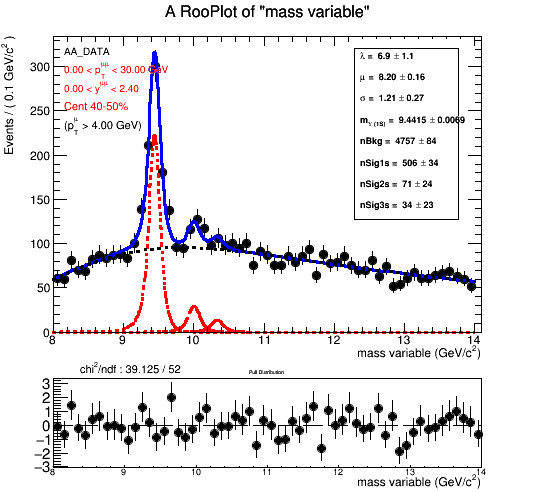 A RooPlot of "mass variable"
Events / ( 0.1 GeV/c² )
AA_DATA
0.00 < p_T^μμ < 30.00 GeV
0.00 < y^μμ < 2.40
Cent 40-50%
(p_T^μ > 4.00 GeV)
λ = 6.9 ± 1.1
μ = 8.20 ± 0.16
σ = 1.21 ± 0.27
m_ϒ (1S) = 9.4415 ± 0.0069
nBkg = 4757 ± 84
nSig1s = 506 ± 34
nSig2s = 71 ± 24
nSig3s = 34 ± 23
300
250
200
150
100
50
0
8 9 10 11 12 13 14
mass variable (GeV/c²)
chi²/ndf : 39.125 / 52
Pull Distribution
3
2
1
0
−1
−2
−3
8 9 10 11 12 13 14
mass variable (GeV/c²)